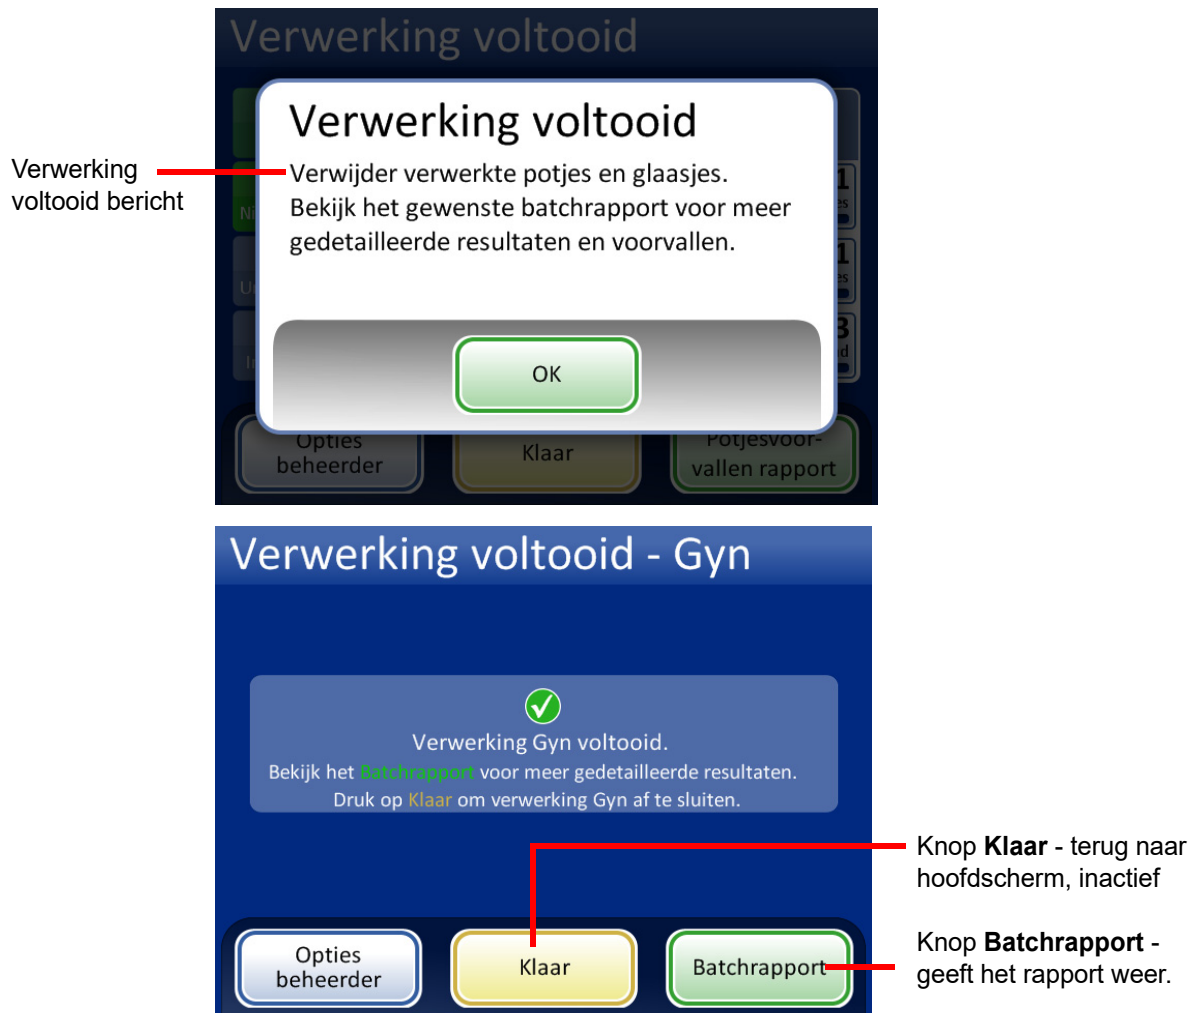 Verwerking voltooid
Verwerking voltooid
Verwerking
voltooid bericht
Verwijder verwerkte potjes en glaasjes.
Bekijk het gewenste batchrapport voor meer
gedetailleerde resultaten en voorvallen.
1
1
3
OK
Opties
beheerder
Klaar
Potjesvoor-
vallen rapport
Verwerking voltooid - Gyn
Verwerking Gyn voltooid.
Bekijk het Batchrapport voor meer gedetailleerde resultaten.
Druk op Klaar om verwerking Gyn af te sluiten.
Knop Klaar - terug naar
hoofdscherm, inactief
Opties
beheerder
Klaar
Batchrapport
Knop Batchrapport -
geeft het rapport weer.